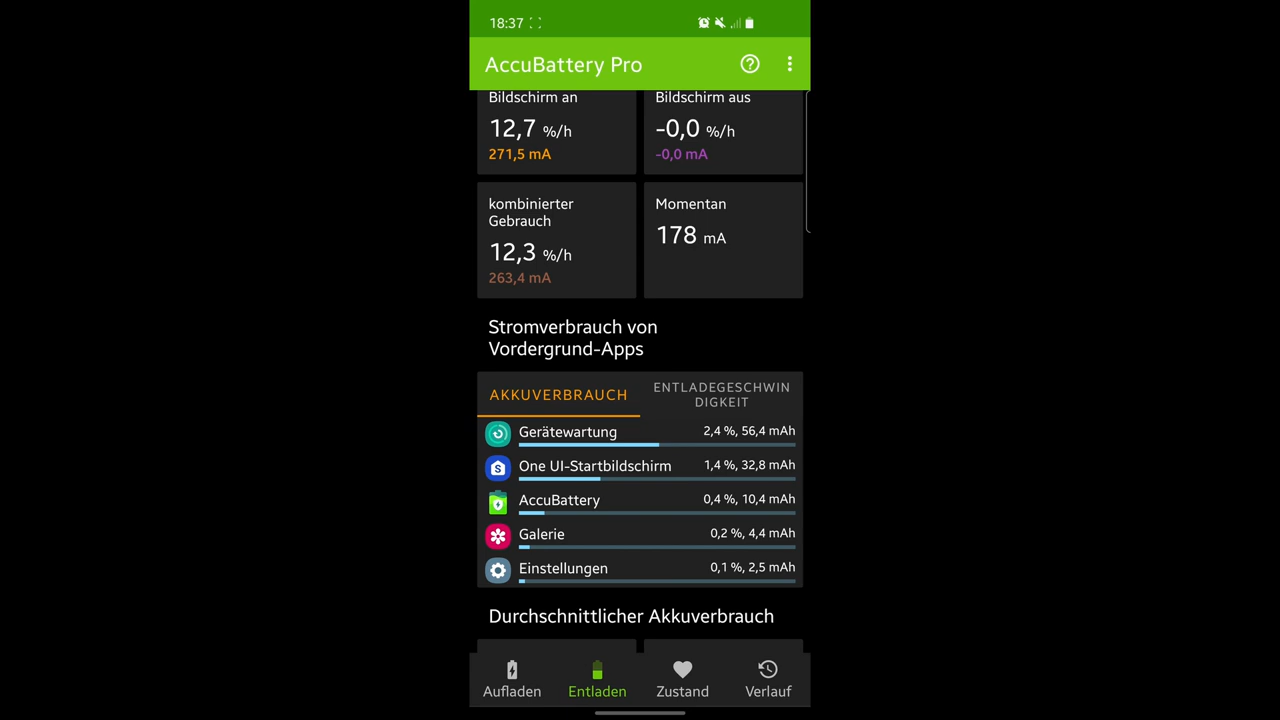 18:37
AccuBattery Pro
Bildschirm an
12,7 %/h
271,5 mA
Bildschirm aus
-0,0 %/h
-0,0 mA
kombinierter
Gebrauch
12,3 %/h
263,4 mA
Momentan
178 mA
Stromverbrauch von
Vordergrund-Apps
AKKUVERBRAUCH
ENTLADEGESCHWIN
DIGKEIT
Gerätewartung 2,4 %, 56,4 mAh
One UI-Startbildschirm 1,4 %, 32,8 mAh
AccuBattery 0,4 %, 10,4 mAh
Galerie 0,2 %, 4,4 mAh
Einstellungen 0,1 %, 2,5 mAh
Durchschnittlicher Akkuverbrauch
Aufladen Entladen Zustand Verlauf